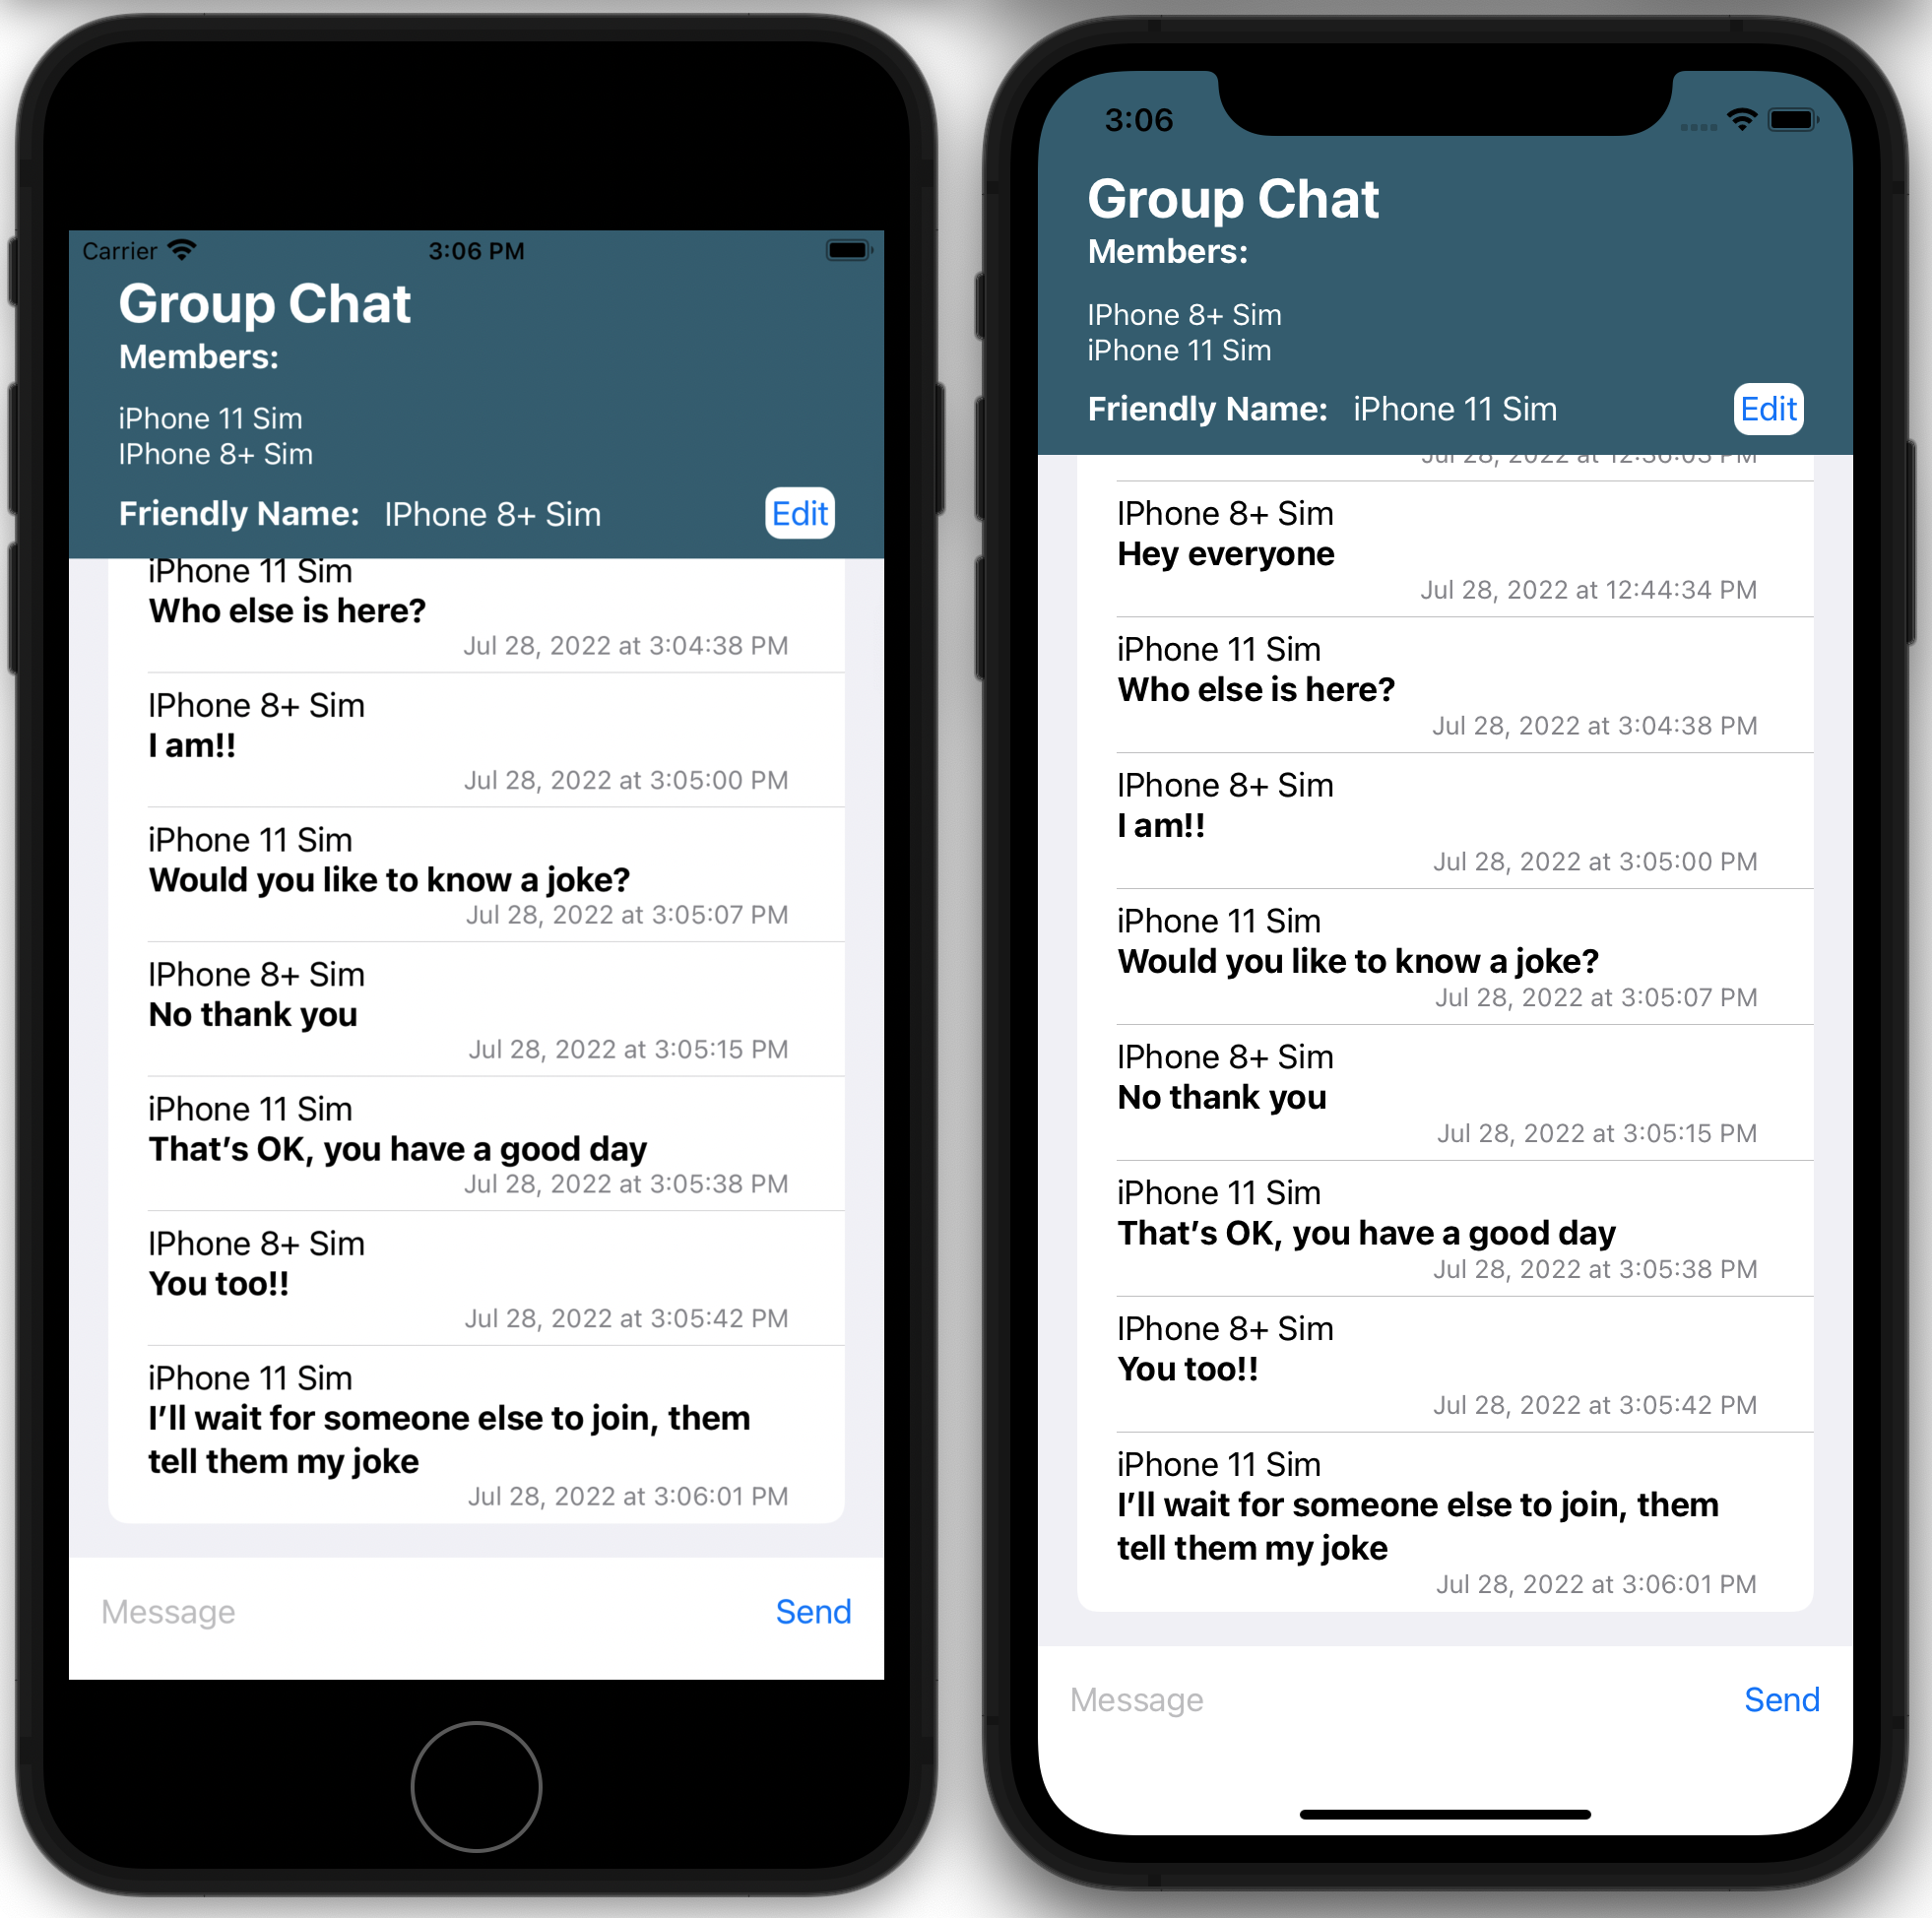 Carrier 3:06 PM
Group Chat
Members:
iPhone 11 Sim
IPhone 8+ Sim
Friendly Name: IPhone 8+ Sim Edit
iPhone 11 Sim
Who else is here?
Jul 28, 2022 at 3:04:38 PM
IPhone 8+ Sim
I am!!
Jul 28, 2022 at 3:05:00 PM
iPhone 11 Sim
Would you like to know a joke?
Jul 28, 2022 at 3:05:07 PM
IPhone 8+ Sim
No thank you
Jul 28, 2022 at 3:05:15 PM
iPhone 11 Sim
That’s OK, you have a good day
Jul 28, 2022 at 3:05:38 PM
IPhone 8+ Sim
You too!!
Jul 28, 2022 at 3:05:42 PM
iPhone 11 Sim
I’ll wait for someone else to join, them
tell them my joke
Jul 28, 2022 at 3:06:01 PM
Message Send
3:06
Group Chat
Members:
IPhone 8+ Sim
iPhone 11 Sim
Friendly Name: iPhone 11 Sim Edit
Jul 28, 2022 at PM
IPhone 8+ Sim
Hey everyone
Jul 28, 2022 at 12:44:34 PM
iPhone 11 Sim
Who else is here?
Jul 28, 2022 at 3:04:38 PM
IPhone 8+ Sim
I am!!
Jul 28, 2022 at 3:05:00 PM
iPhone 11 Sim
Would you like to know a joke?
Jul 28, 2022 at 3:05:07 PM
IPhone 8+ Sim
No thank you
Jul 28, 2022 at 3:05:15 PM
iPhone 11 Sim
That’s OK, you have a good day
Jul 28, 2022 at 3:05:38 PM
IPhone 8+ Sim
You too!!
Jul 28, 2022 at 3:05:42 PM
iPhone 11 Sim
I’ll wait for someone else to join, them
tell them my joke
Jul 28, 2022 at 3:06:01 PM
Message Send